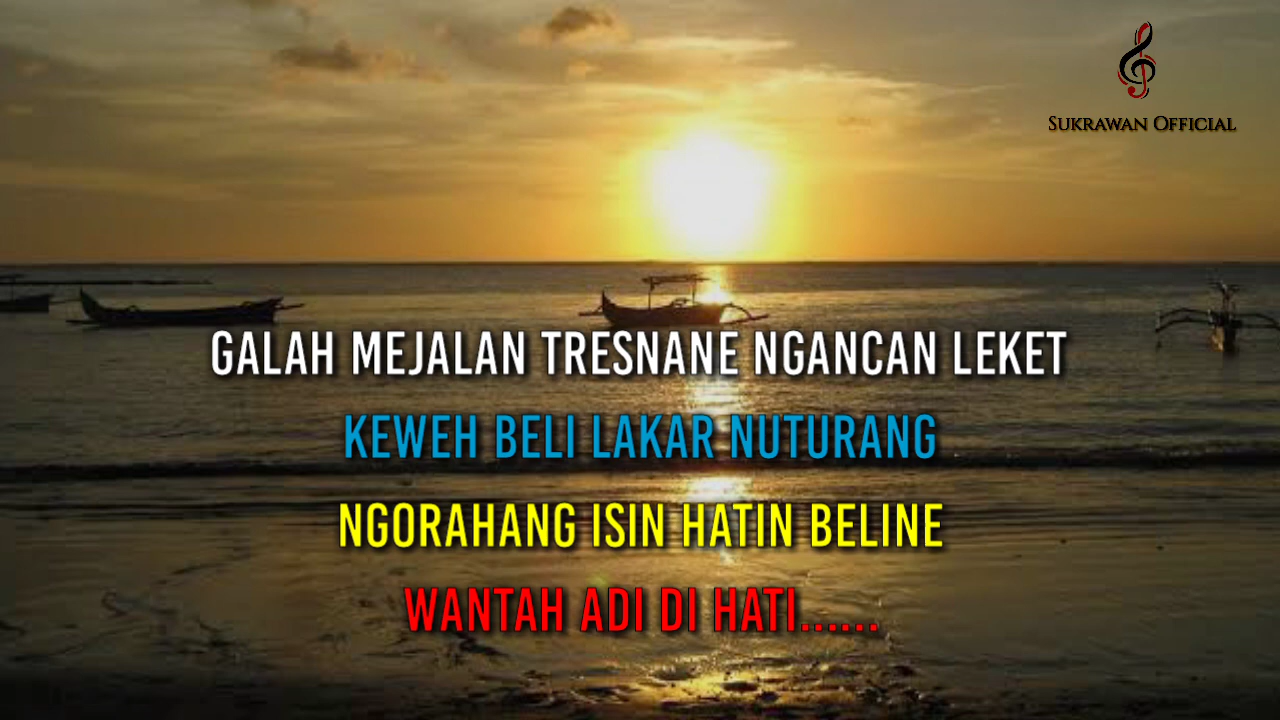 SUKRAWAN OFFICIAL
GALAH MEJALAN TRESNANE NGANCAN LEKET
KEWEH BELI LAKAR NUTURANG
NGORAHANG ISIN HATIN BELINE
WANTAH ADI DI HATI......